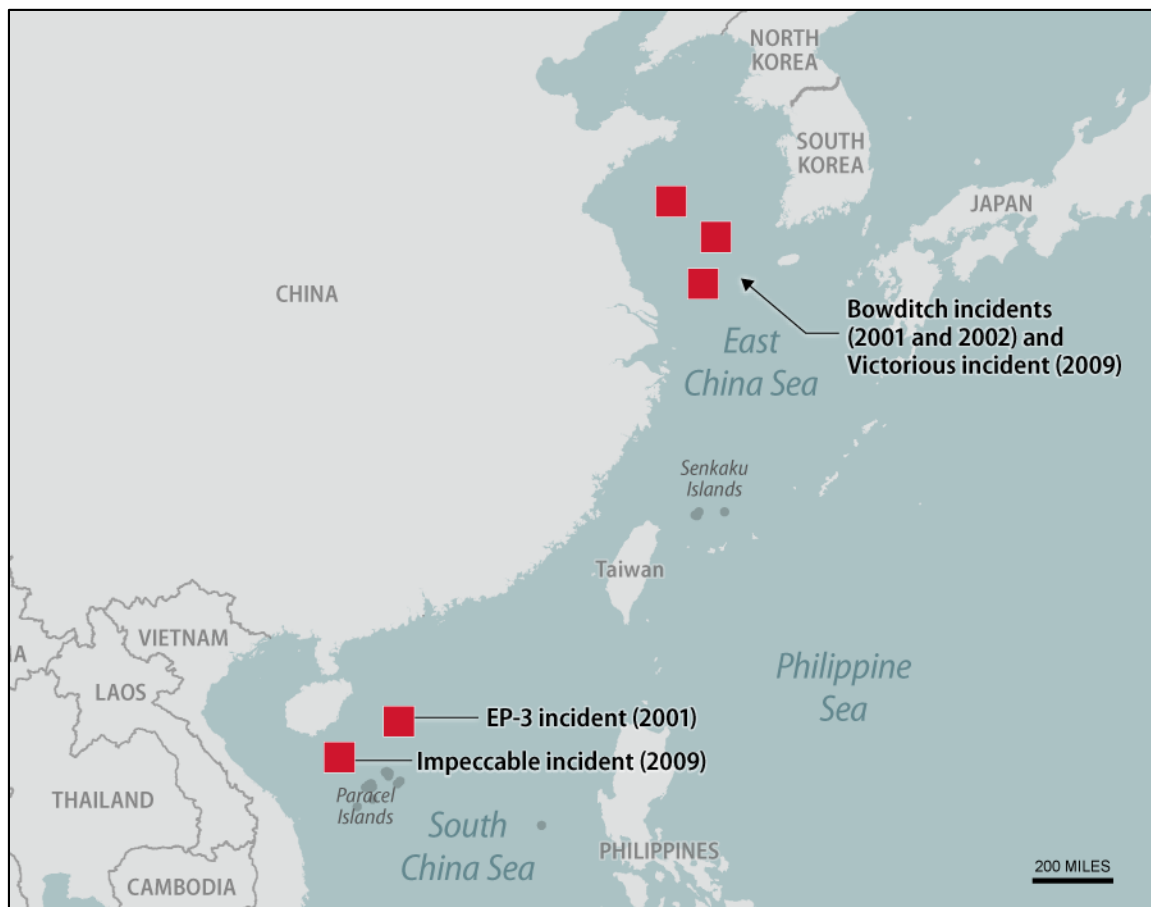 NORTH
KOREA
SOUTH
KOREA
JAPAN
CHINA
Bowditch incidents
(2001 and 2002) and
Victorious incident (2009)
East
China Sea
Senkaku
Islands
Taiwan
VIETNAM
IA
LAOS
Philippine
Sea
EP-3 incident (2001)
Impeccable incident (2009)
THAILAND
Paracel
Islands
South
China Sea
PHILIPPINES
CAMBODIA
200 MILES